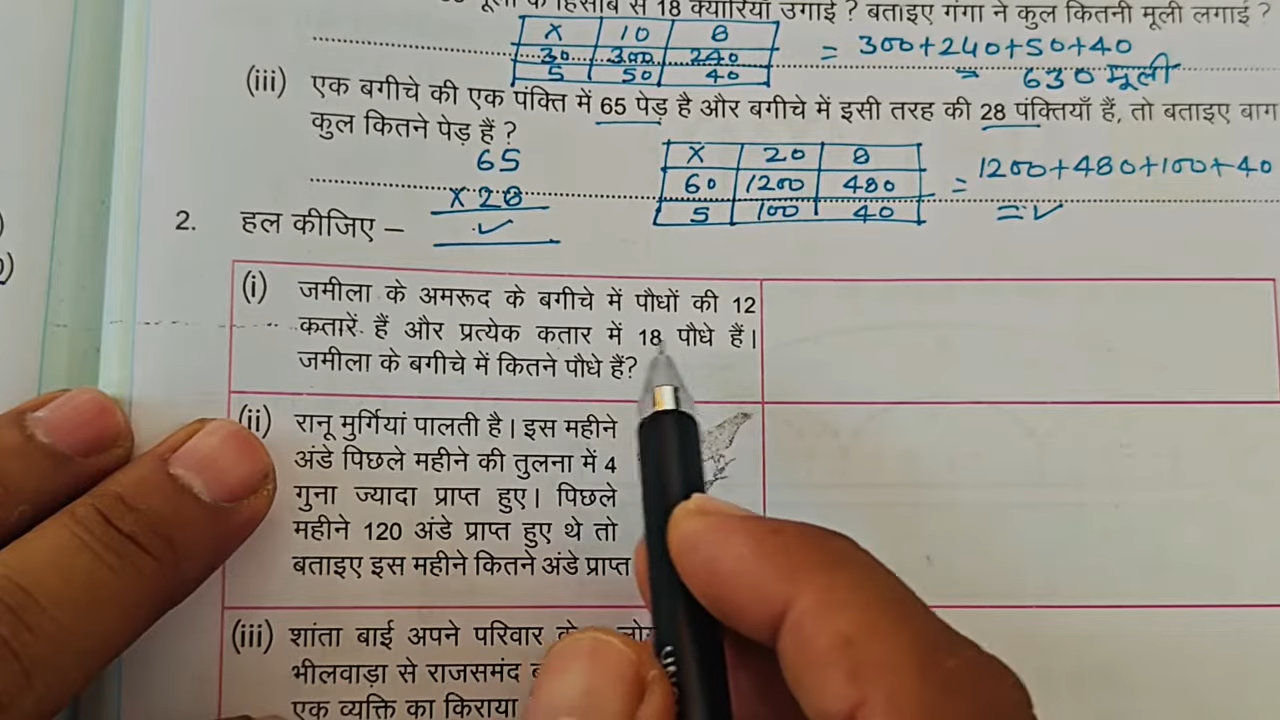 मूली के हिसाब से 18 क्यारियाँ उगाई ? बताइए गंगा ने कुल कितनी मूली लगाई ?
X 10 8
30 300 240
5 50 40
= 300+240+50+40
= 630 मूली
(iii) एक बगीचे की एक पंक्ति में 65 पेड़ है और बगीचे में इसी तरह की 28 पंक्तियाँ हैं, तो बताइए बाग
कुल कितने पेड़ हैं ?
65
X 28
✓
X 20 8
60 1200 480
5 100 40
= 1200+480+100+40
= ✓
2. हल कीजिए –
(i) जमीला के अमरूद के बगीचे में पौधों की 12
कतारें हैं और प्रत्येक कतार में 18 पौधे हैं।
जमीला के बगीचे में कितने पौधे हैं?
(ii) रानू मुर्गियां पालती है। इस महीने
अंडे पिछले महीने की तुलना में 4
गुना ज्यादा प्राप्त हुए। पिछले
महीने 120 अंडे प्राप्त हुए थे तो
बताइए इस महीने कितने अंडे प्राप्त
(iii) शांता बाई अपने परिवार के
भीलवाड़ा से राजसमंद
एक व्यक्ति का किराया